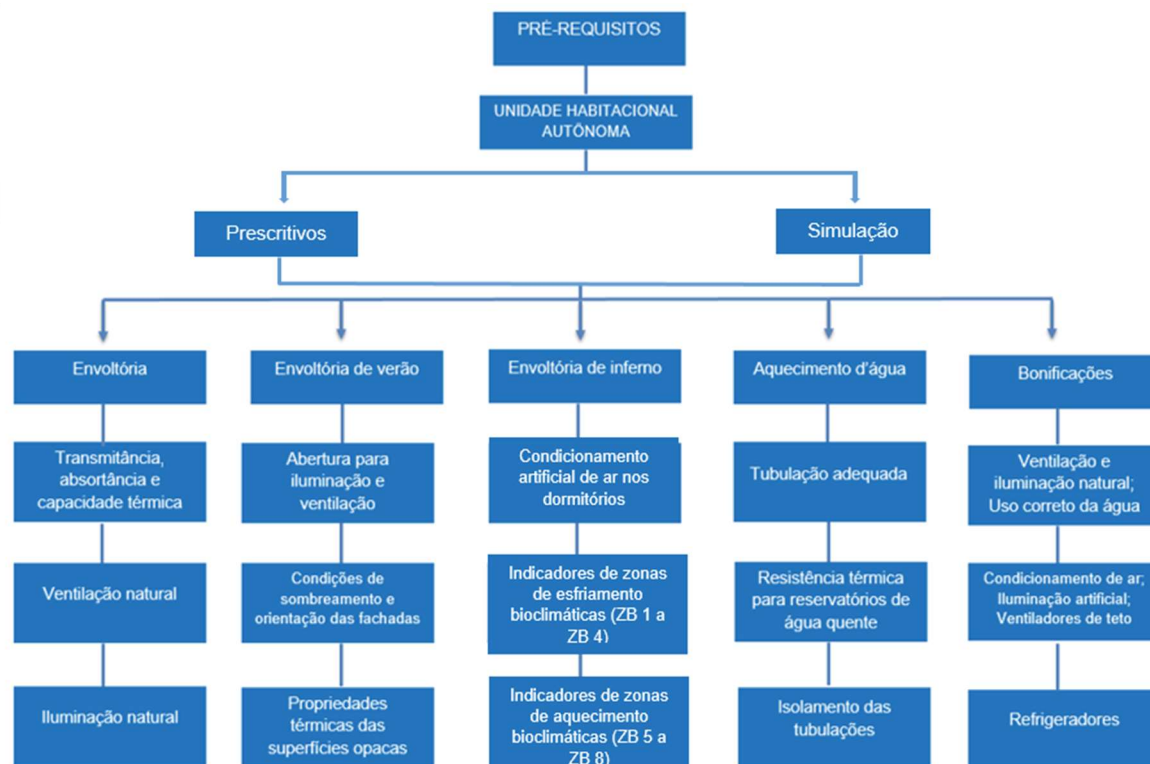 PRÉ-REQUISITOS
UNIDADE HABITACIONAL
AUTÔNOMA
Prescritivos
Simulação
Envoltória
Envoltória de verão
Envoltória de inferno
Aquecimento d'água
Bonificações
Transmitância,
absortância e
capacidade térmica
Abertura para
iluminação e
ventilação
Condicionamento
artificial de ar nos
dormitórios
Tubulação adequada
Ventilação e
iluminação natural;
Uso correto da água
Ventilação natural
Condições de
sombreamento e
orientação das fachadas
Indicadores de zonas
de esfriamento
bioclimáticas (ZB 1 a
ZB 4)
Resistência térmica
para reservatórios de
água quente
Condicionamento de ar;
Iluminação artificial;
Ventiladores de teto
Iluminação natural
Propriedades
térmicas das
superfícies opacas
Indicadores de zonas
de aquecimento
bioclimáticas (ZB 5 a
ZB 8)
Isolamento das
tubulações
Refrigeradores